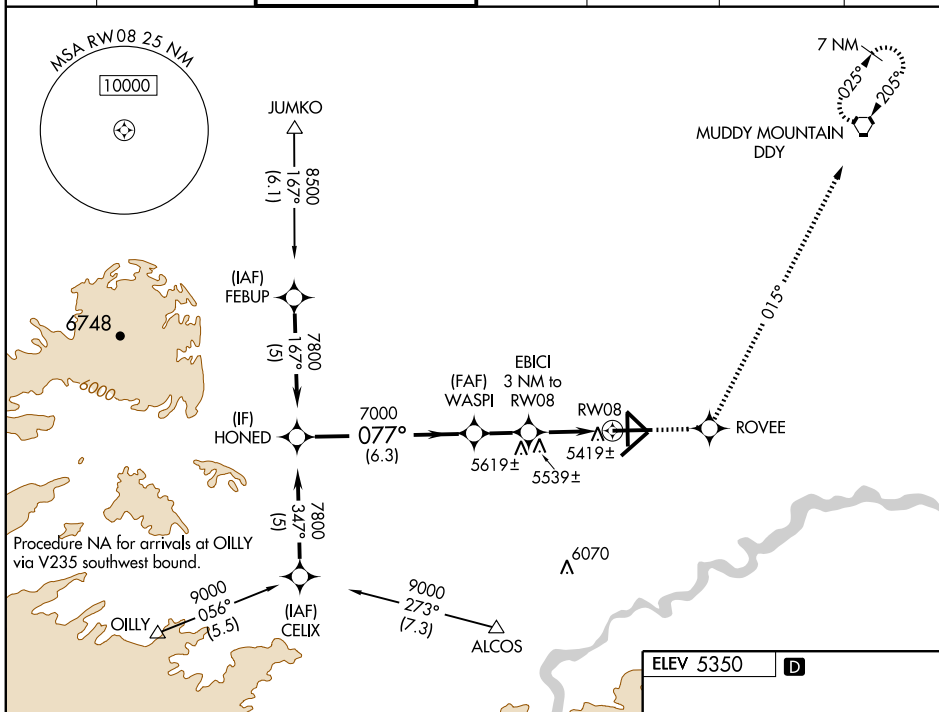 MSA RW08 25 NM
10000
7 NM
025°
205°
MUDDY MOUNTAIN
DDY
JUMKO
8500
167°
(6.1)
(IAF)
FEBUP
6748
6000
7800
167°
(5)
015°
(IF)
HONED
7000
077°
(6.3)
(FAF)
WASPI
EBICI
3 NM to
RW08
RW08
ROVEE
5619±
5539±
5419±
7800
347°
(5)
Procedure NA for arrivals at OILLY
via V235 southwest bound.
6070
9000
056°
(5.5)
OILLY
(IAF)
CELIX
9000
273°
(7.3)
ALCOS
ELEV 5350
D